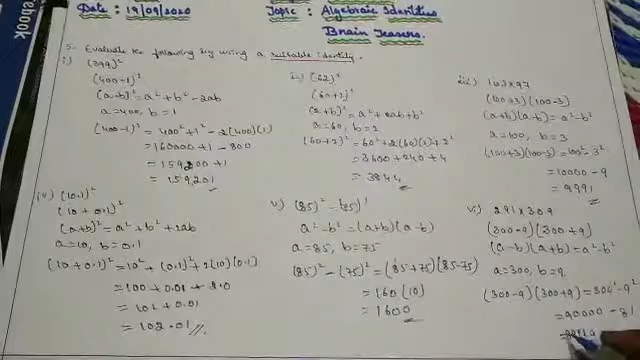 Date : 19/09/2020
Topic : Algebraic Identities
Brain Teasers.
5. Evaluate the following by using a suitable identity.
i) (399)²
(400-1)²
(a-b)² = a² + b² - 2ab
a = 400, b = 1
(400-1)² = 400² + 1² - 2(400)(1)
= 160000 + 1 - 800
= 159200 + 1
= 159201
ii) (62)²
(60+2)²
(a+b)² = a² + 2ab + b²
a = 60, b = 2
(60+2)² = 60² + 2(60)(2) + 2²
= 3600 + 240 + 4
= 3844
iii) 103 × 97
(100+3)(100-3)
(a+b)(a-b) = a² - b²
a = 100, b = 3
(100+3)(100-3) = 100² - 3²
= 10000 - 9
= 9991
iv) (10.1)²
(10 + 0.1)²
(a+b)² = a² + b² + 2ab
a = 10, b = 0.1
(10 + 0.1)² = 10² + (0.1)² + 2(10)(0.1)
= 100 + 0.01 + 2.0
= 102 + 0.01
= 102.01
v) (85)² - (75)²
a² - b² = (a+b)(a-b)
a = 85, b = 75
(85)² - (75)² = (85+75)(85-75)
= 160(10)
= 1600
vi) 291 × 309
(300-9)(300+9)
(a-b)(a+b) = a² - b²
a = 300, b = 9
(300-9)(300+9) = 300² - 9²
= 90000 - 81